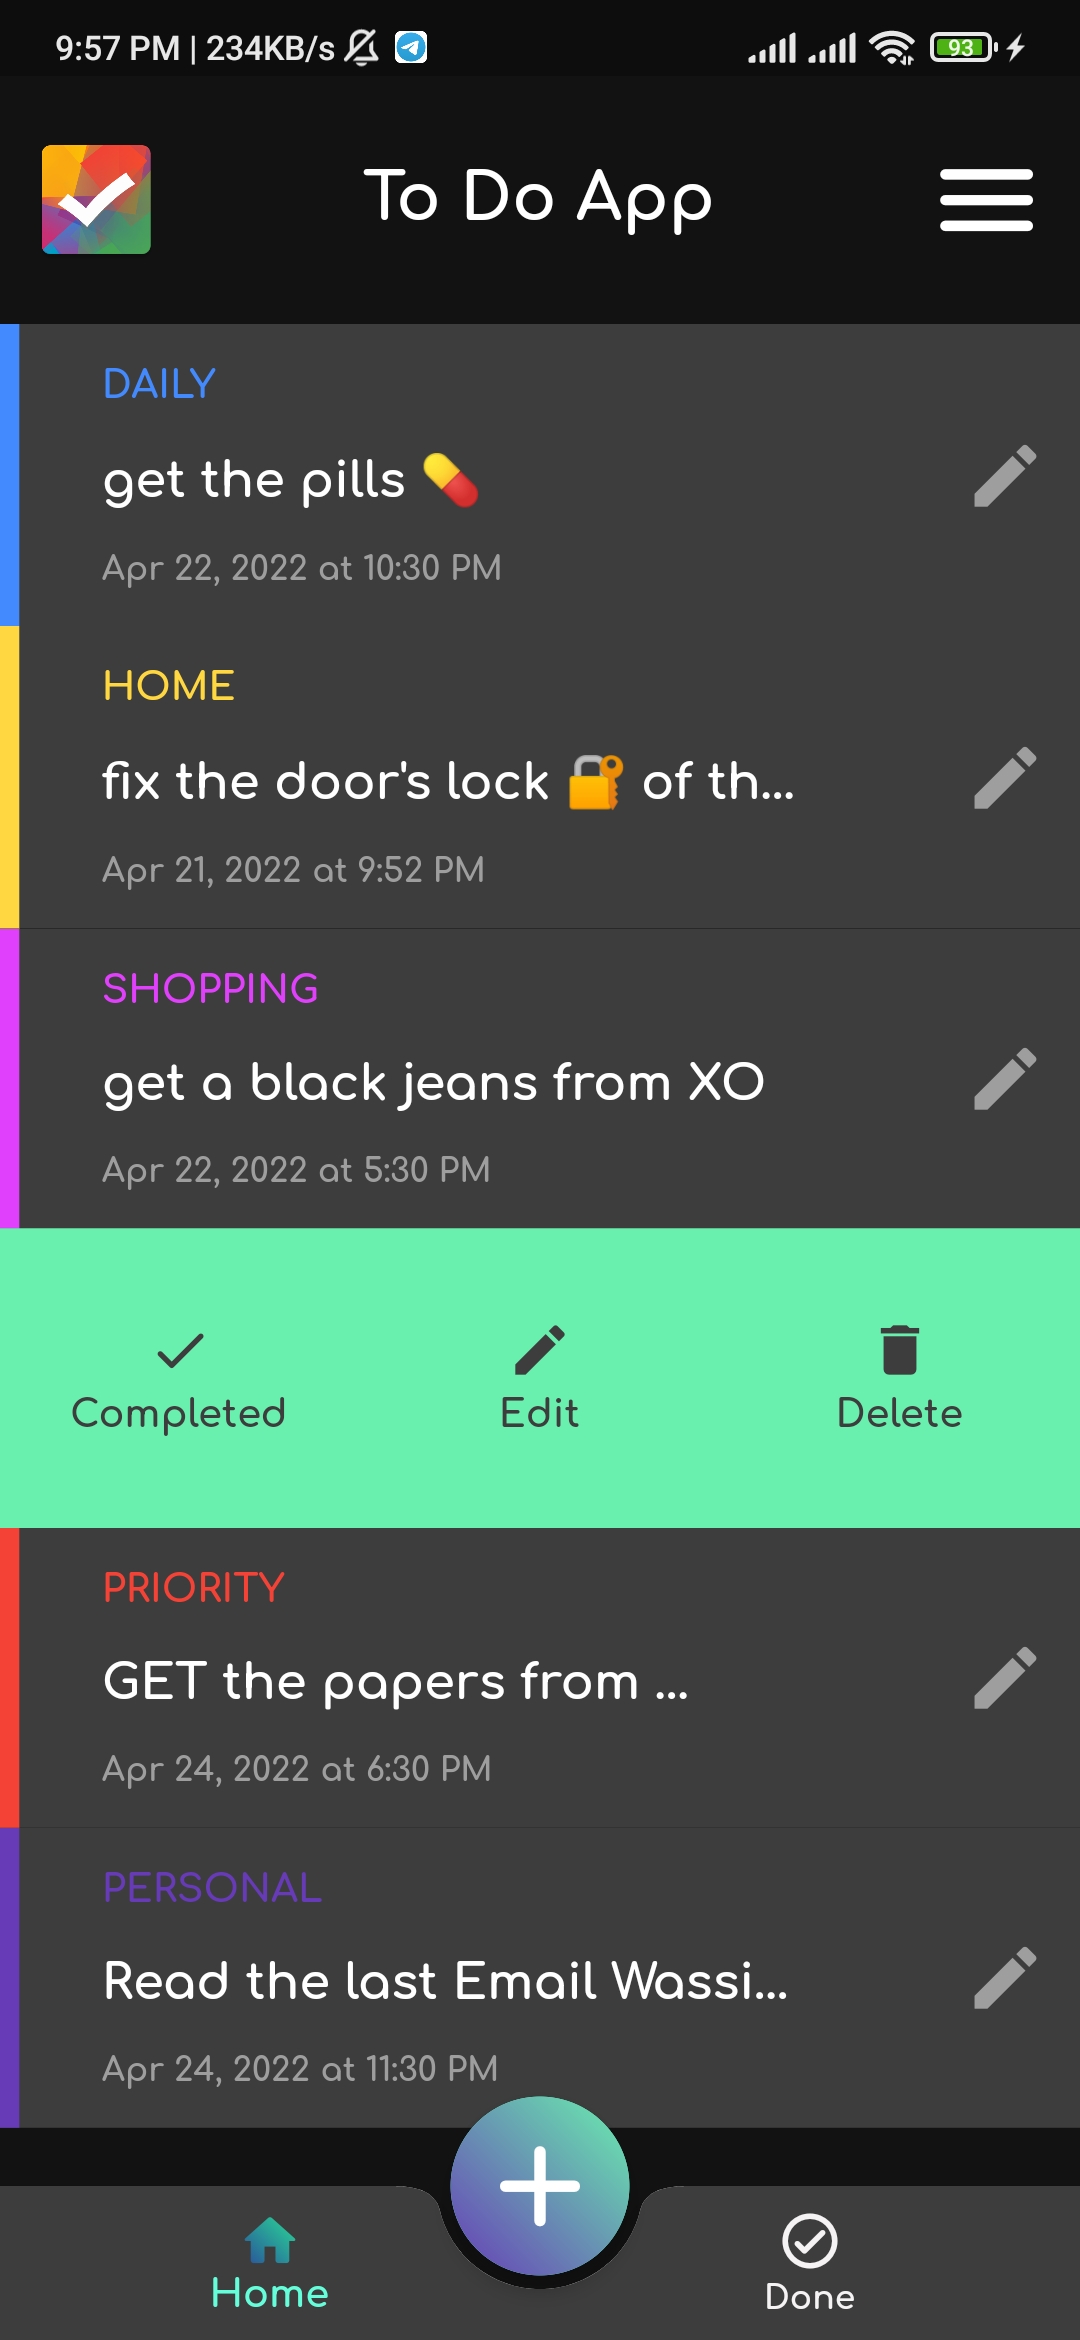 9:57 PM | 234KB/s
93
To Do App
DAILY
get the pills 💊
Apr 22, 2022 at 10:30 PM
HOME
fix the door's lock 🔐 of th...
Apr 21, 2022 at 9:52 PM
SHOPPING
get a black jeans from XO
Apr 22, 2022 at 5:30 PM
Completed
Edit
Delete
PRIORITY
GET the papers from ...
Apr 24, 2022 at 6:30 PM
PERSONAL
Read the last Email Wassi...
Apr 24, 2022 at 11:30 PM
Home
Done